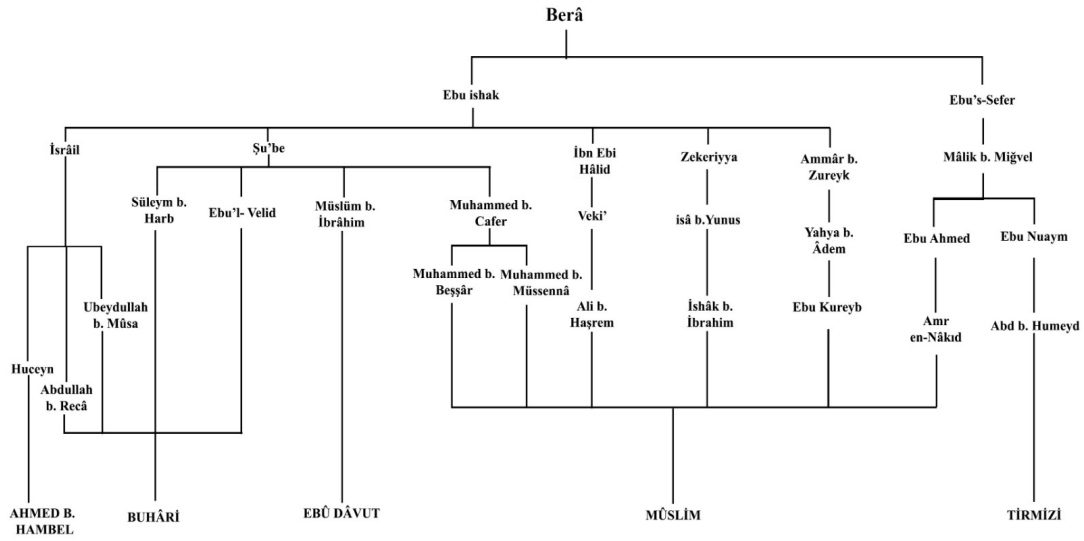 Berâ
Ebu ishak
Ebu's-Sefer
İsrâil
Şu'be
İbn Ebi
Hâlid
Zekeriyya
Ammâr b.
Zureyk
Mâlik b. Miğvel
Süleym b.
Harb
Ebu'l- Velid
Müslüm b.
İbrâhim
Muhammed b.
Cafer
Veki'
isâ b.Yunus
Yahya b.
Âdem
Ebu Ahmed
Ebu Nuaym
Muhammed b.
Beşşâr
Muhammed b.
Müssennâ
Ubeydullah
b. Mûsa
Ali b.
Haşrem
İshâk b.
İbrahim
Ebu Kureyb
Amr
en-Nâkıd
Abd b. Humeyd
Huceyn
Abdullah
b. Recâ
AHMED B.
HAMBEL
BUHÂRİ
EBÛ DÂVUT
MÛSLİM
TİRMİZİ